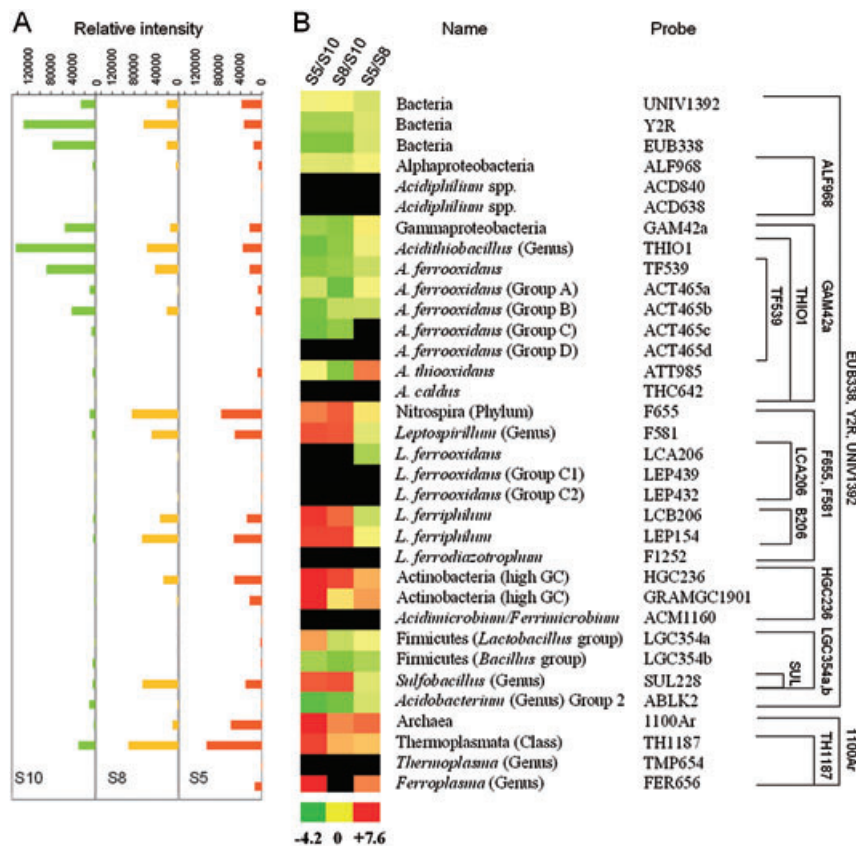 A
Relative intensity
120000
80000
40000
0
120000
80000
40000
0
120000
80000
40000
0
S10
S8
S5
B
S5/S10
S8/S10
S5/S8
Name Probe
Bacteria UNIV1392
Bacteria Y2R
Bacteria EUB338
Alphaproteobacteria ALF968
Acidiphilium spp. ACD840
Acidiphilium spp. ACD638
Gammaproteobacteria GAM42a
Acidithiobacillus (Genus) THIO1
A. ferrooxidans TF539
A. ferrooxidans (Group A) ACT465a
A. ferrooxidans (Group B) ACT465b
A. ferrooxidans (Group C) ACT465c
A. ferrooxidans (Group D) ACT465d
A. thiooxidans ATT985
A. caldus THC642
Nitrospira (Phylum) F655
Leptospirillum (Genus) F581
L. ferrooxidans LCA206
L. ferrooxidans (Group C1) LEP439
L. ferrooxidans (Group C2) LEP432
L. ferriphilum LCB206
L. ferriphilum LEP154
L. ferrodiazotrophum F1252
Actinobacteria (high GC) HGC236
Actinobacteria (high GC) GRAMGC1901
Acidimicrobium/Ferrimicrobium ACM1160
Firmicutes (Lactobacillus group) LGC354a
Firmicutes (Bacillus group) LGC354b
Sulfobacillus (Genus) SUL228
Acidobacterium (Genus) Group 2 ABLK2
Archaea 1100Ar
Thermoplasmata (Class) TH1187
Thermoplasma (Genus) TMP654
Ferroplasma (Genus) FER656
-4.2 0 +7.6
ALF968
TF539
THIO1
GAM42a
LCA206
B206
F655, F581
HGC236
SUL
LGC354a,b
EUB338, Y2R, UNIV1392
TH1187
1100Ar